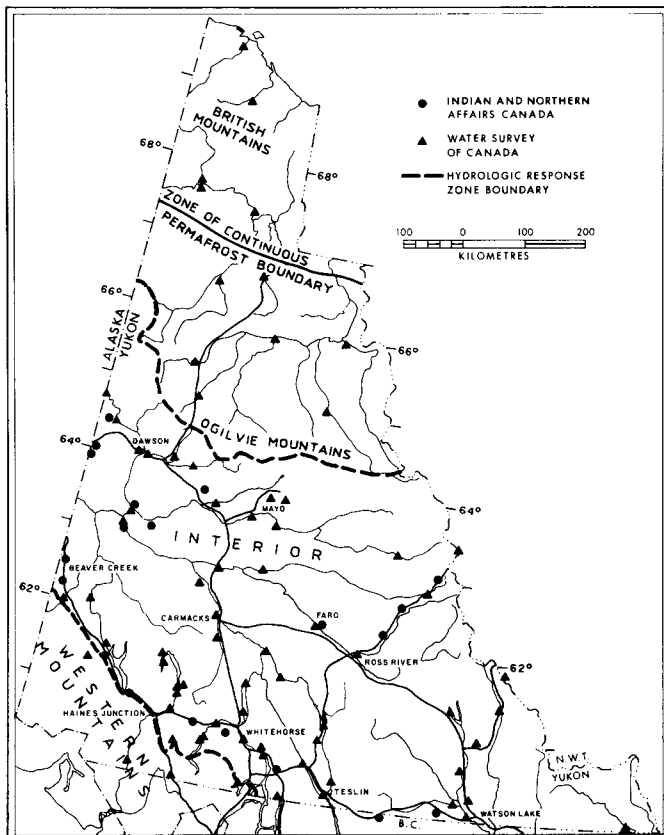 BRITISH
MOUNTAINS
INDIAN AND NORTHERN
AFFAIRS CANADA
WATER SURVEY
OF CANADA
HYDROLOGIC RESPONSE
ZONE BOUNDARY
100 0 100 200
KILOMETRES
68°
68°
ZONE OF CONTINUOUS
PERMAFROST BOUNDARY
66°
66°
ALASKA
YUKON
OGILVIE MOUNTAINS
64°
DAWSON
64°
MAYO
INTERIOR
BEAVER CREEK
62°
CARMACKS
FARO
ROSS RIVER
62°
WESTERN
MOUNTAINS
HAINES JUNCTION
WHITEHORSE
TESLIN
N.W.T.
YUKON
B.C.
WATSON LAKE